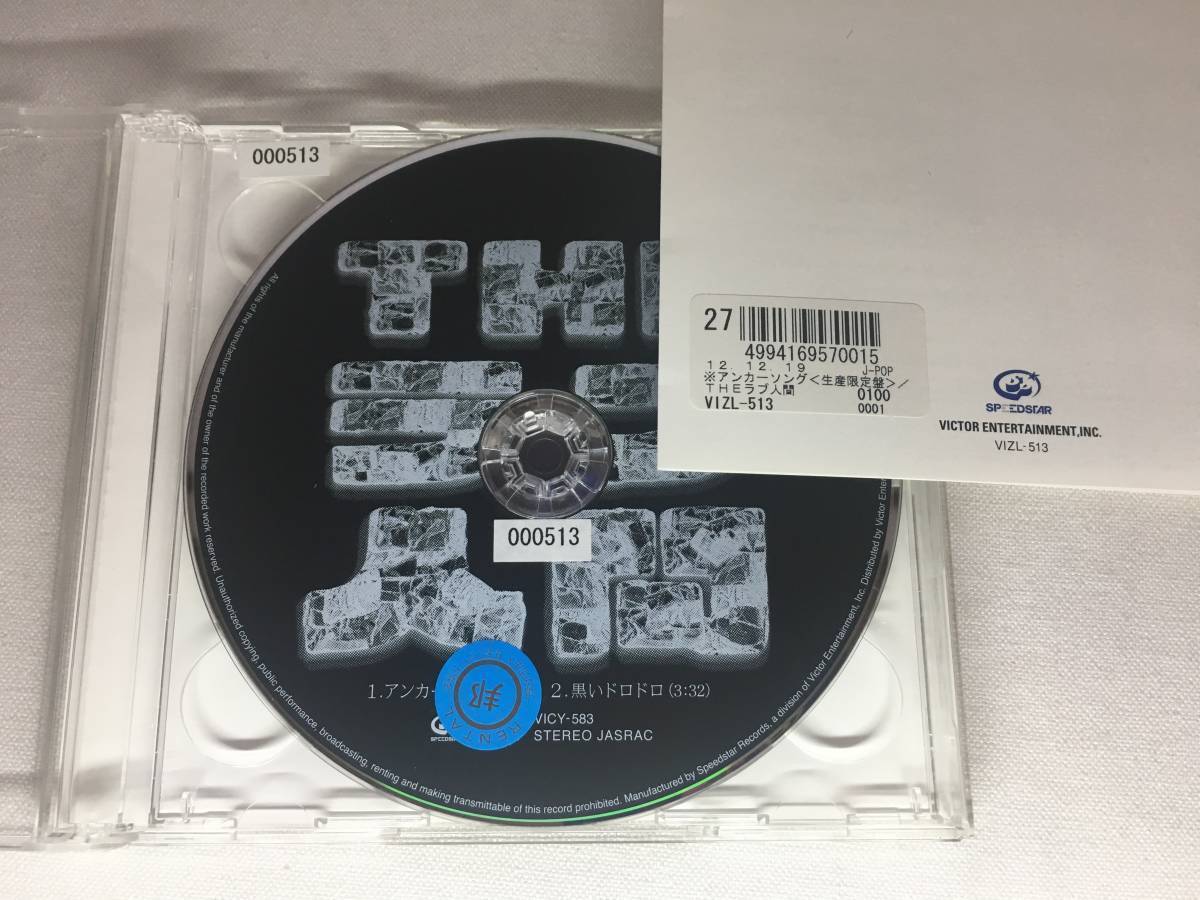 000513
THE
ラブ
人間
000513
1.アンカー
2.黒いドロドロ(3:32)
VICY-583
STEREO JASRAC
RENTAL
邦
All rights of the manufacturer and of the owner of the recorded work reserved. Unauthorized copying, public performance, broadcasting, renting and making transmittable of this record prohibited. Manufactured by Speedstar Records, a division of Victor Entertainment, Inc. Distributed by Victor Enter
27
4994169570015
12.12.19 J-POP
※アンカーソング<生産限定盤>/
THEラブ人間 0100
VIZL-513 0001
SPEEDSTAR
VICTOR ENTERTAINMENT,INC.
VIZL-513